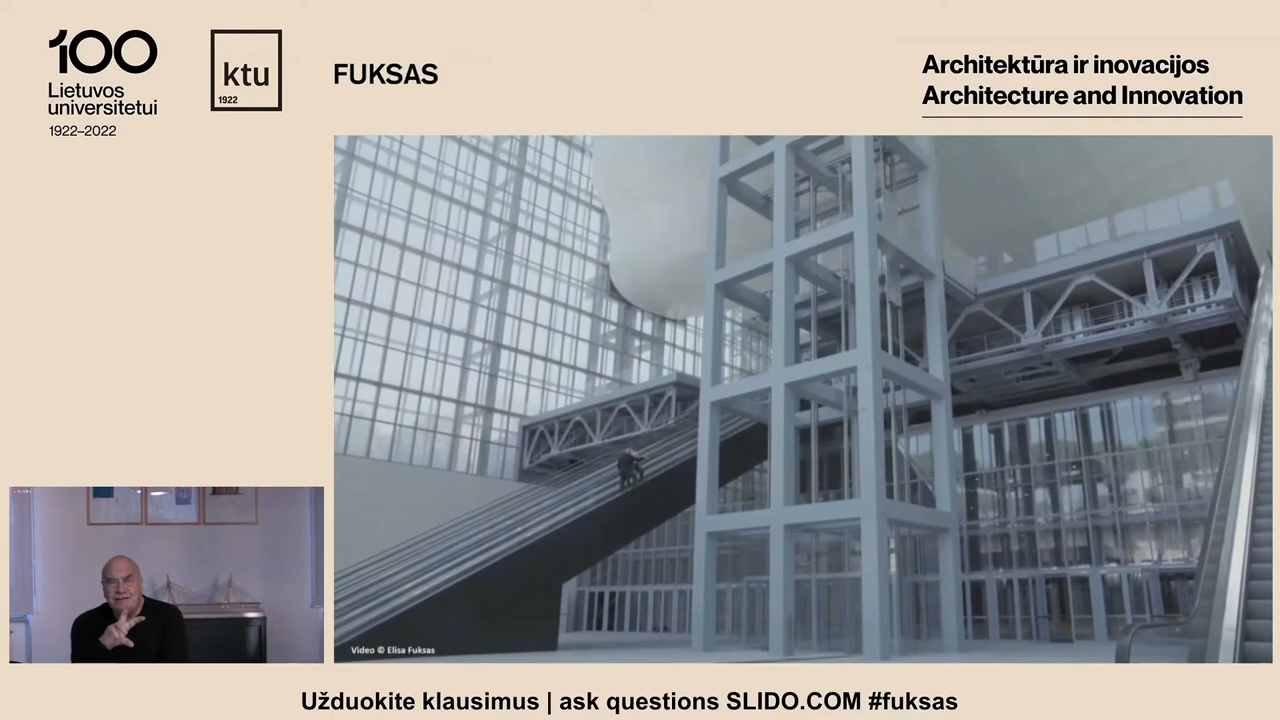 100
Lietuvos
universitetui
1922–2022
ktu
1922
FUKSAS
Architektūra ir inovacijos
Architecture and Innovation
Video © Elisa Fuksas
Užduokite klausimus | ask questions SLIDO.COM #fuksas